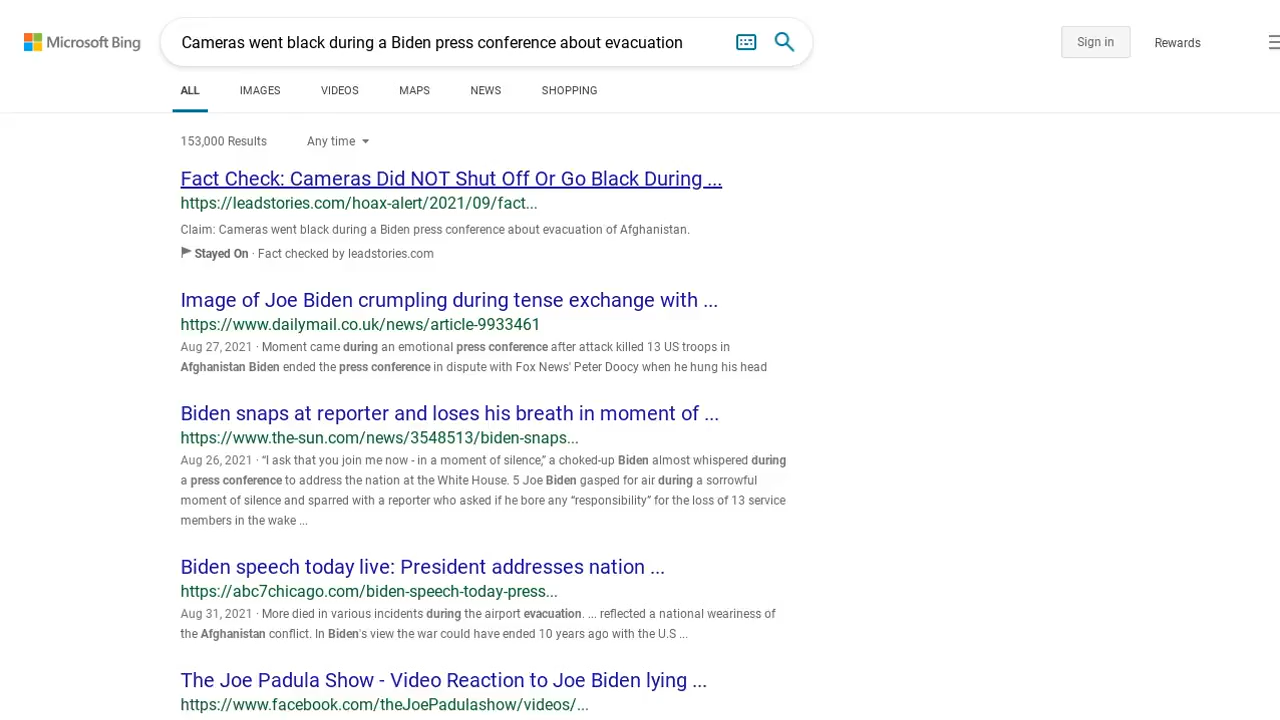 Microsoft Bing
Cameras went black during a Biden press conference about evacuation
Sign in
Rewards
ALL
IMAGES
VIDEOS
MAPS
NEWS
SHOPPING
153,000 Results
Any time
Fact Check: Cameras Did NOT Shut Off Or Go Black During ...
https://leadstories.com/hoax-alert/2021/09/fact...
Claim: Cameras went black during a Biden press conference about evacuation of Afghanistan.
Stayed On · Fact checked by leadstories.com
Image of Joe Biden crumpling during tense exchange with ...
https://www.dailymail.co.uk/news/article-9933461
Aug 27, 2021 · Moment came during an emotional press conference after attack killed 13 US troops in
Afghanistan Biden ended the press conference in dispute with Fox News' Peter Doocy when he hung his head
Biden snaps at reporter and loses his breath in moment of ...
https://www.the-sun.com/news/3548513/biden-snaps...
Aug 26, 2021 · “I ask that you join me now - in a moment of silence,” a choked-up Biden almost whispered during
a press conference to address the nation at the White House. 5 Joe Biden gasped for air during a sorrowful
moment of silence and sparred with a reporter who asked if he bore any “responsibility” for the loss of 13 service
members in the wake ...
Biden speech today live: President addresses nation ...
https://abc7chicago.com/biden-speech-today-press...
Aug 31, 2021 · More died in various incidents during the airport evacuation. ... reflected a national weariness of
the Afghanistan conflict. In Biden's view the war could have ended 10 years ago with the U.S ...
The Joe Padula Show - Video Reaction to Joe Biden lying ...
https://www.facebook.com/theJoePadulashow/videos/...